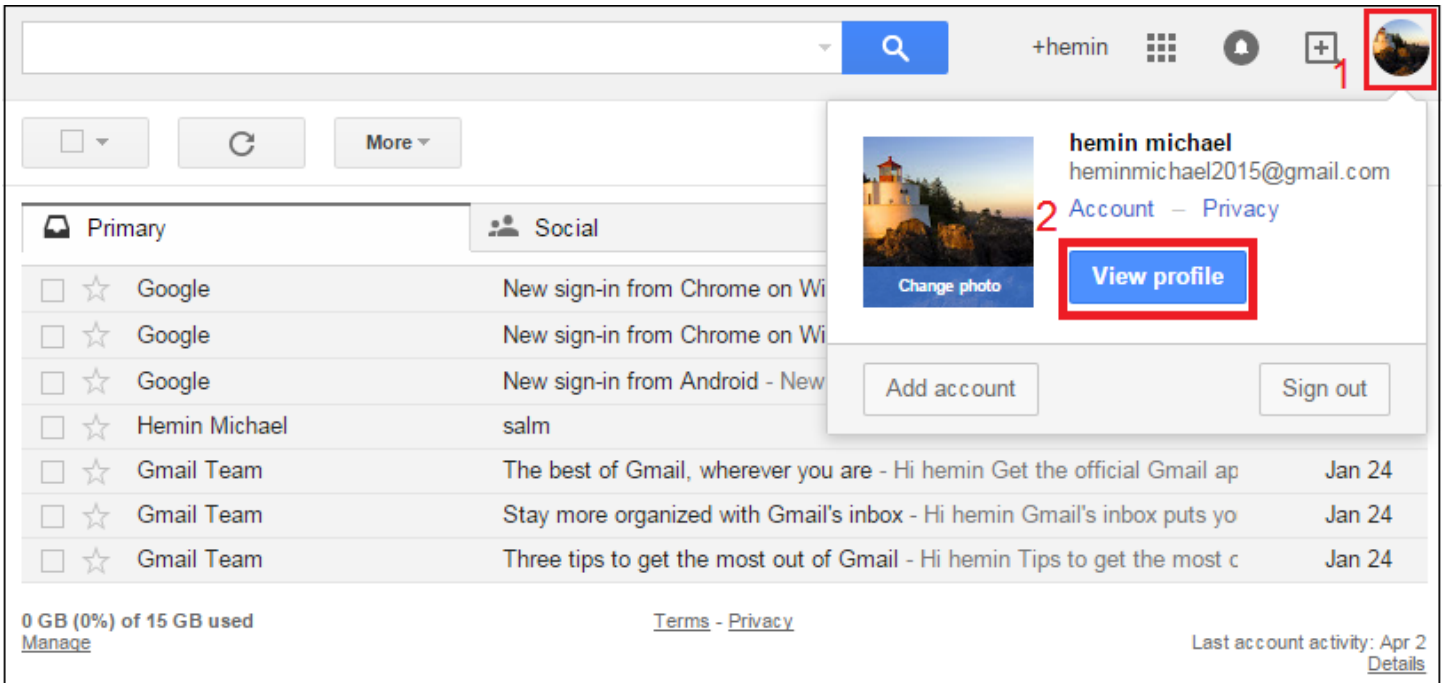 +hemin
1
hemin michael
heminmichael2015@gmail.com
2
Account – Privacy
Change photo
View profile
Add account
Sign out
More
Primary
Social
Google New sign-in from Chrome on Wi
Google New sign-in from Chrome on Wi
Google New sign-in from Android - New
Hemin Michael salm
Gmail Team The best of Gmail, wherever you are - Hi hemin Get the official Gmail ap Jan 24
Gmail Team Stay more organized with Gmail's inbox - Hi hemin Gmail's inbox puts yo Jan 24
Gmail Team Three tips to get the most out of Gmail - Hi hemin Tips to get the most c Jan 24
0 GB (0%) of 15 GB used
Manage
Terms - Privacy
Last account activity: Apr 2
Details